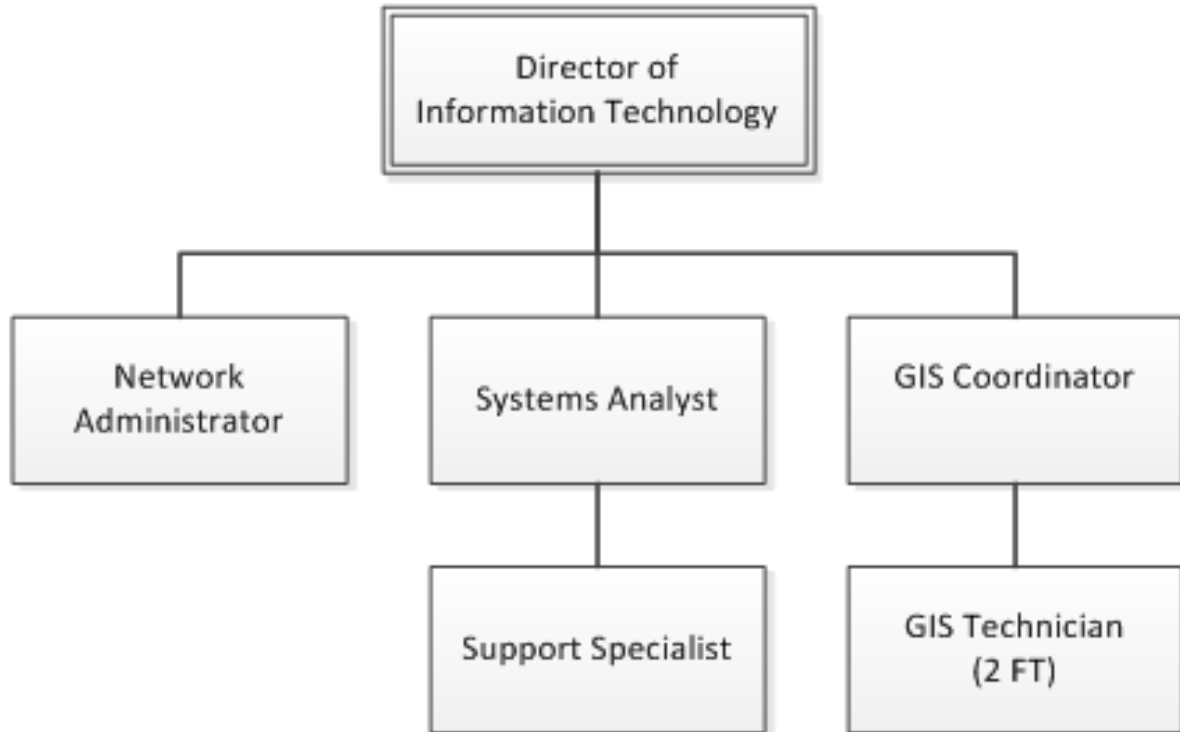 Director of
Information Technology
Network
Administrator
Systems Analyst
GIS Coordinator
Support Specialist
GIS Technician
(2 FT)